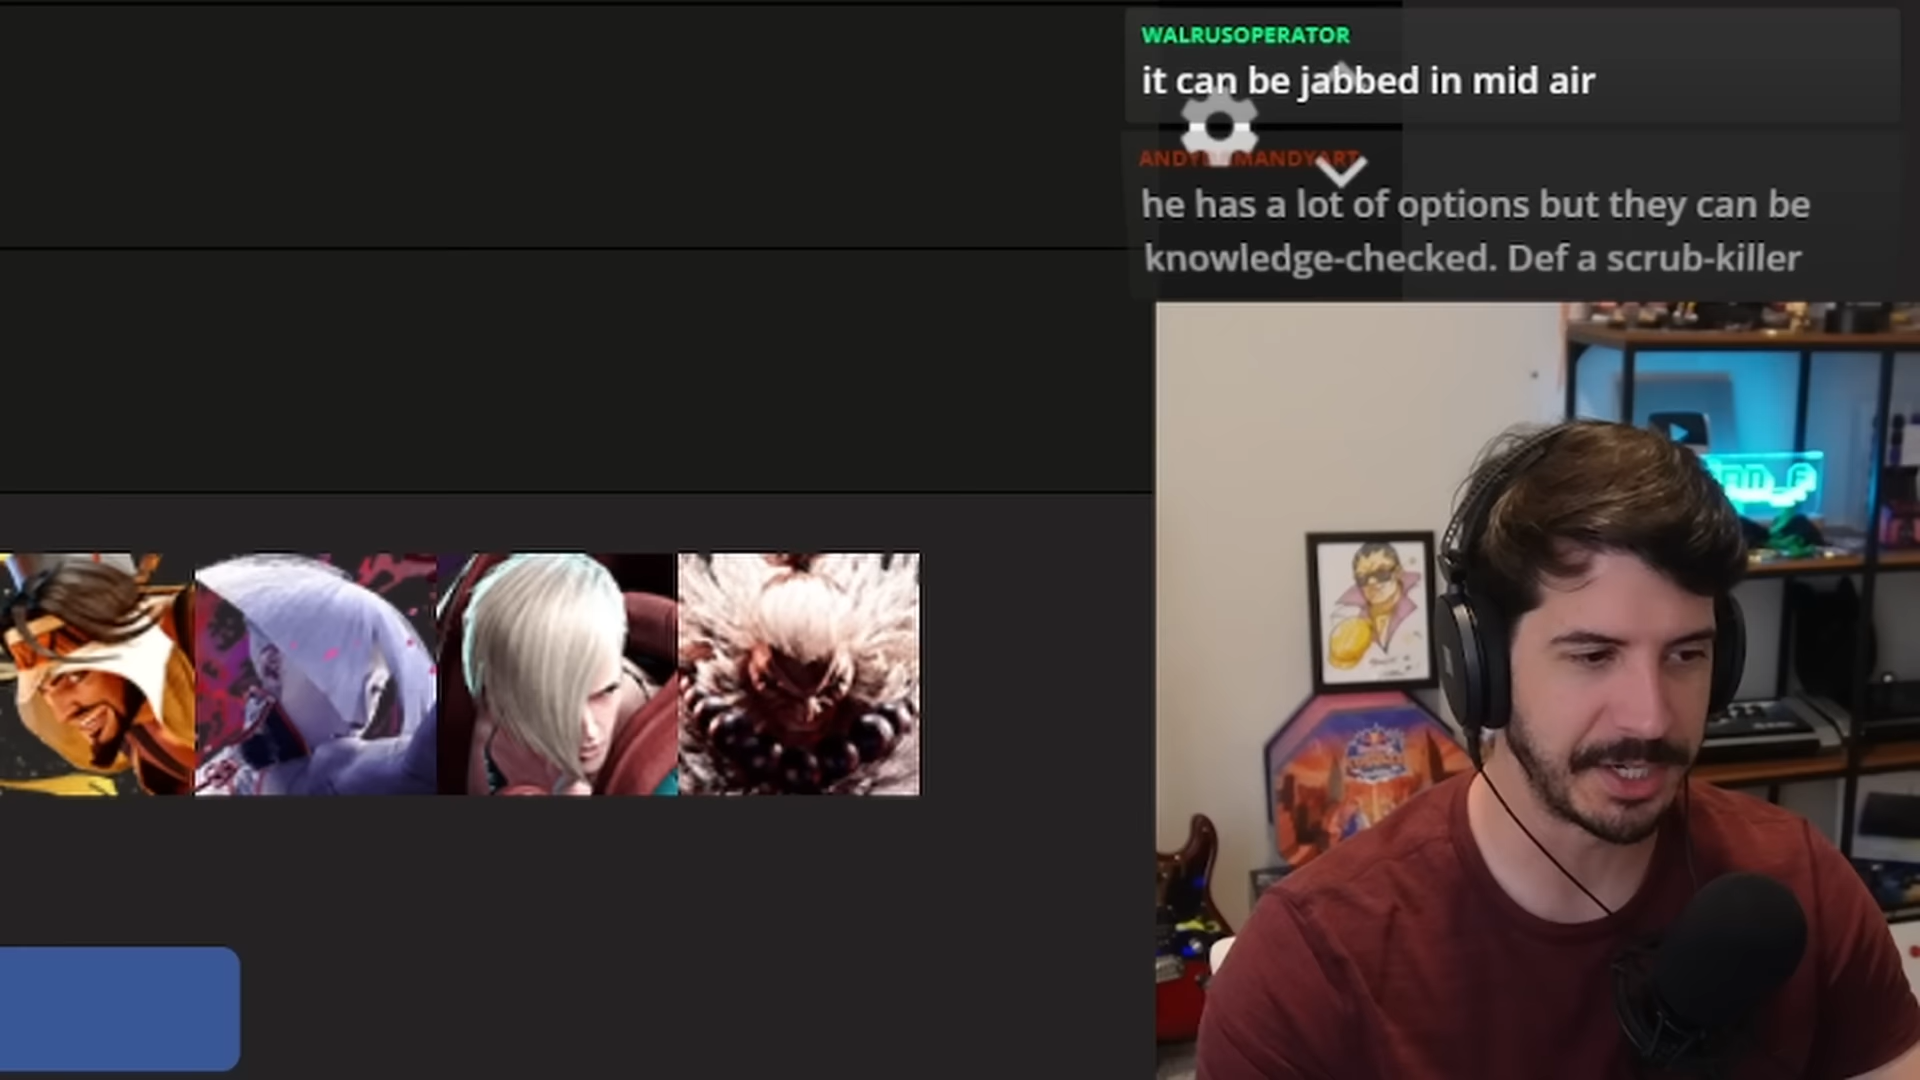 WALRUSOPERATOR
it can be jabbed in mid air
he has a lot of options but they can be
knowledge-checked. Def a scrub-killer